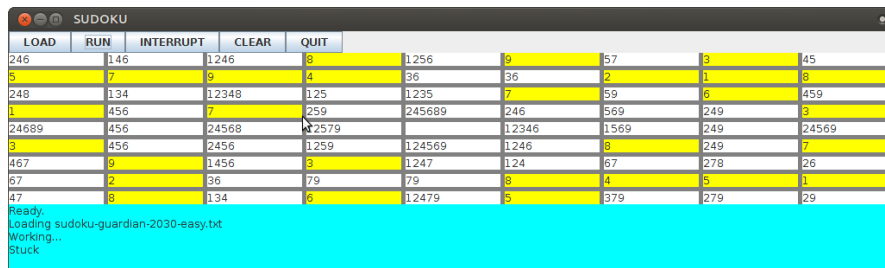 SUDOKU
LOAD RUN INTERRUPT CLEAR QUIT
246 146 1246 8 1256 9 57 3 45
5 7 9 4 36 36 2 1 8
248 134 12348 125 1235 7 59 6 459
1 456 7 259 245689 246 569 249 3
24689 456 24568 12579 12346 1569 249 24569
3 456 2456 1259 124569 1246 8 249 7
467 9 1456 3 1247 124 67 278 26
67 2 36 79 79 8 4 5 1
47 8 134 6 12479 5 379 279 29
Ready.
Loading sudoku-guardian-2030-easy.txt
Working...
Stuck